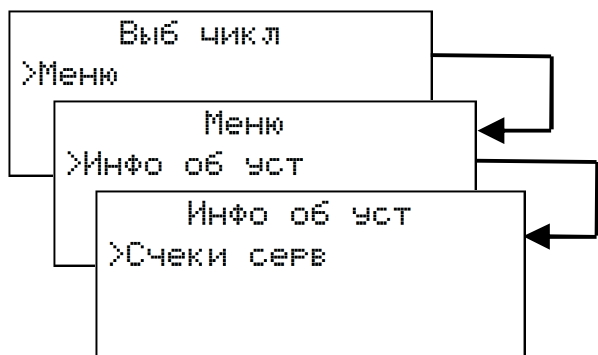 Выб цикл
>Меню
Меню
>Инфо об уст
Инфо об уст
>Счеки серв